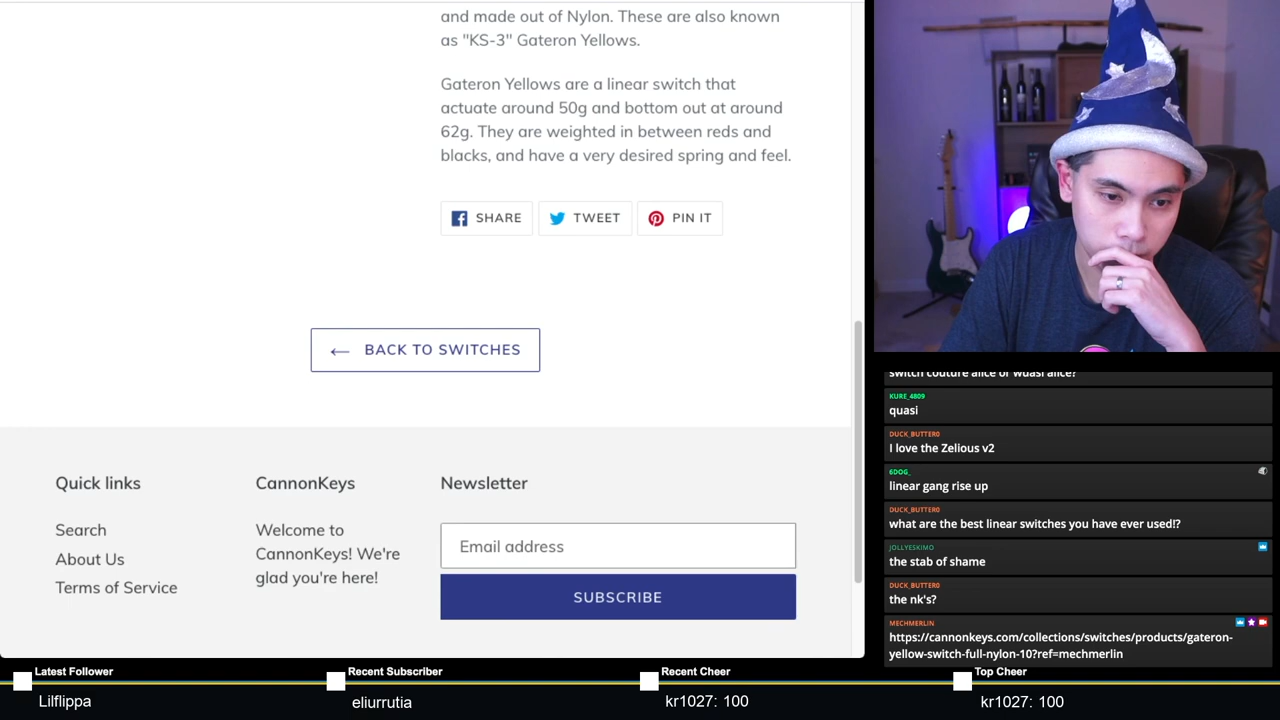 and made out of Nylon. These are also known
as "KS-3" Gateron Yellows.
Gateron Yellows are a linear switch that
actuate around 50g and bottom out at around
62g. They are weighted in between reds and
blacks, and have a very desired spring and feel.
SHARE
TWEET
PIN IT
← BACK TO SWITCHES
Quick links
Search
About Us
Terms of Service
CannonKeys
Welcome to
CannonKeys! We're
glad you're here!
Newsletter
Email address
SUBSCRIBE
switch couture alice or wuasi alice?
KURE_4809
quasi
DUCK_BUTTER0
I love the Zelious v2
6DOG_
linear gang rise up
DUCK_BUTTER0
what are the best linear switches you have ever used!?
JOLLYESKIMO
the stab of shame
DUCK_BUTTER0
the nk's?
MECHMERLIN
https://cannonkeys.com/collections/switches/products/gateron-
yellow-switch-full-nylon-10?ref=mechmerlin
Latest Follower
Lilflippa
Recent Subscriber
eliurrutia
Recent Cheer
kr1027: 100
Top Cheer
kr1027: 100